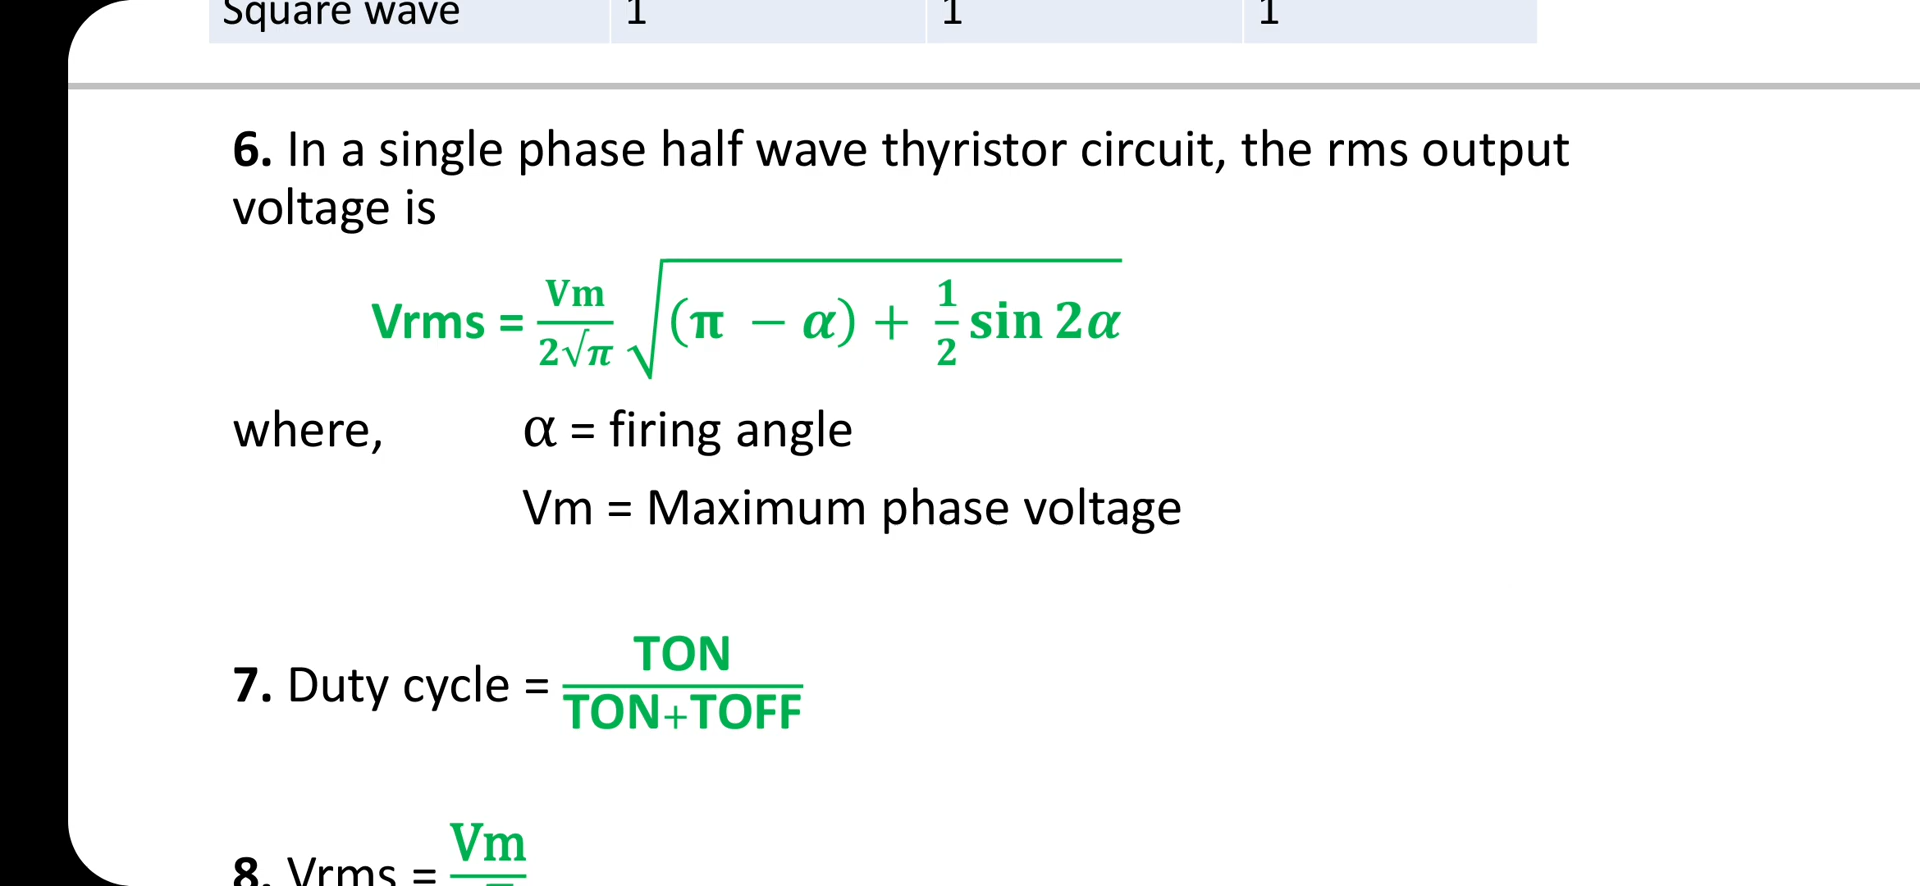 Square wave 1 1 1
6. In a single phase half wave thyristor circuit, the rms output
voltage is
Vrms = Vm/(2√π) √((π − α) + 1/2 sin 2α)
where, α = firing angle
Vm = Maximum phase voltage
7. Duty cycle = TON/(TON+TOFF)
8. Vrms = Vm